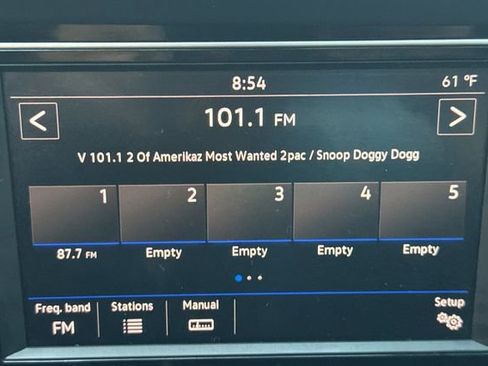 8:54 61 °F
< 101.1 FM >
V 101.1 2 Of Amerikaz Most Wanted 2pac / Snoop Doggy Dogg
1 2 3 4 5
87.7 FM Empty Empty Empty Empty
Freq. band Stations Manual Setup
FM